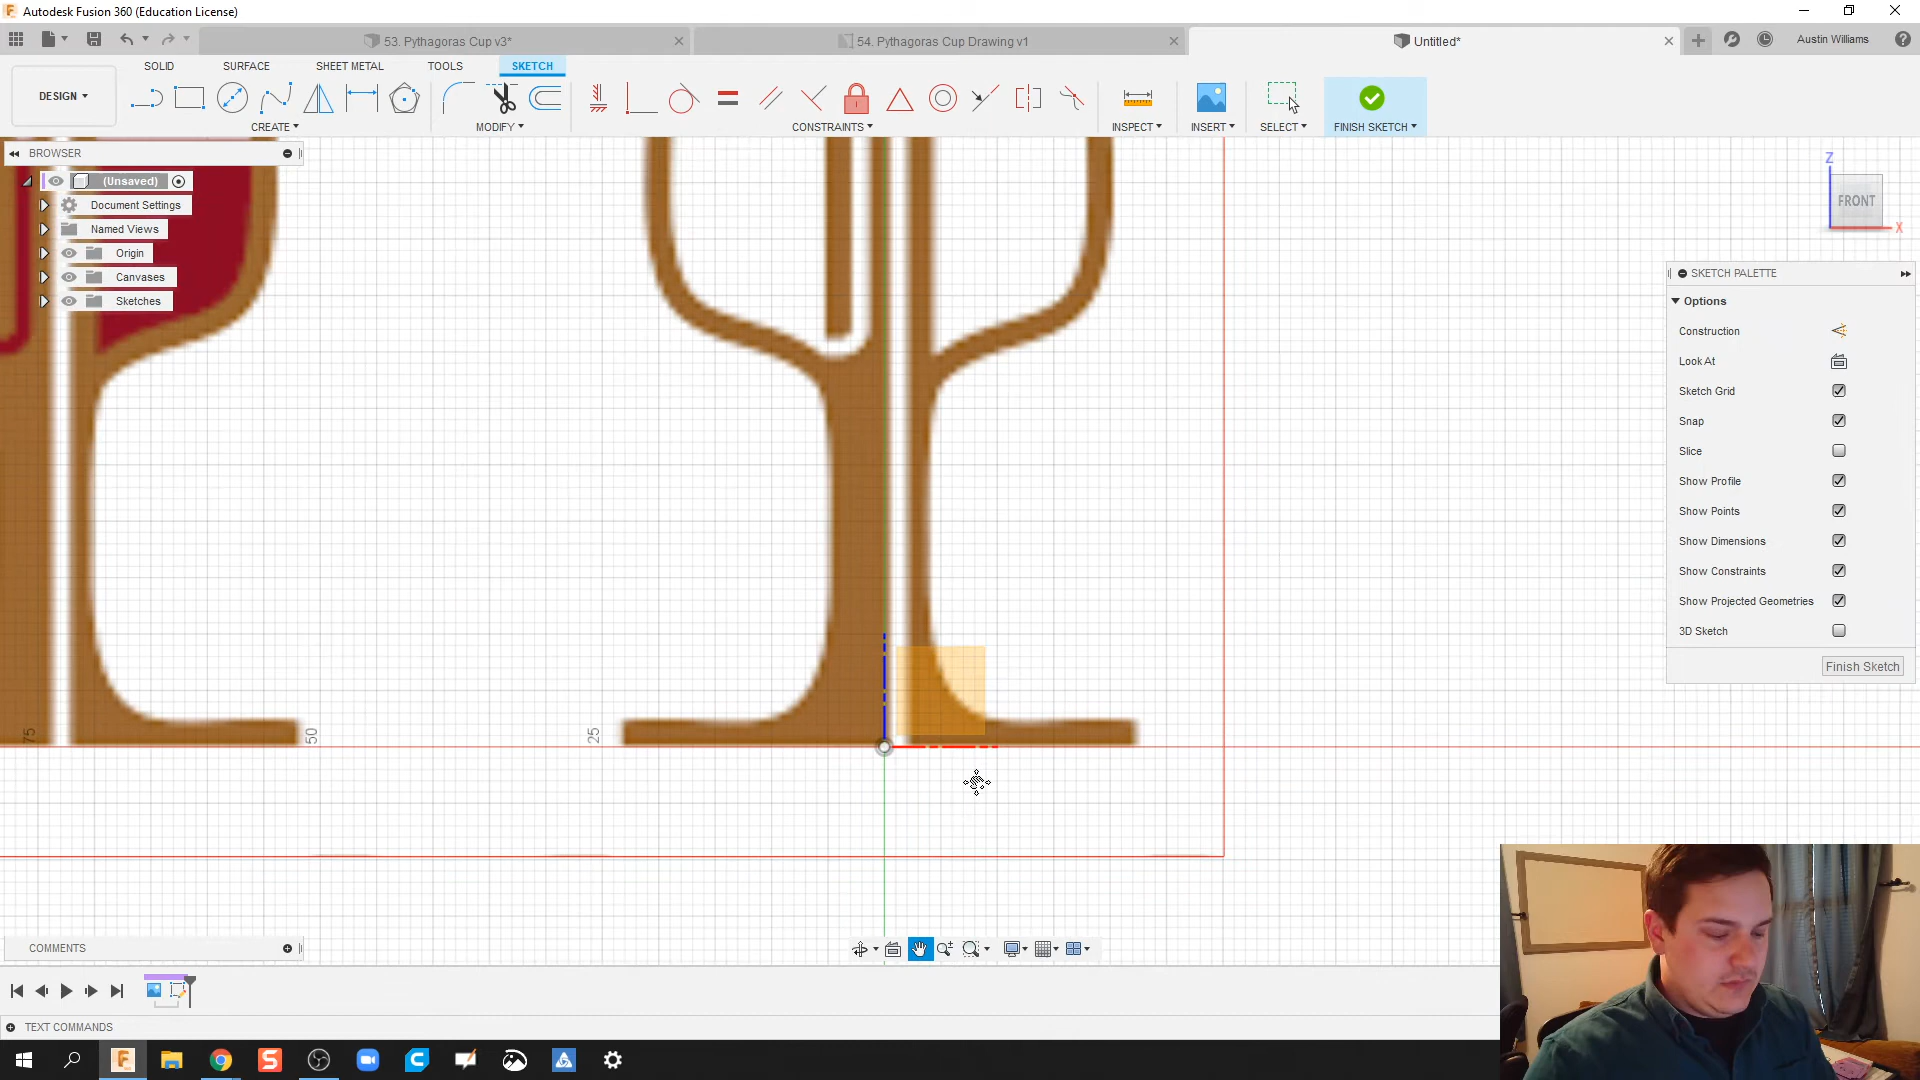 Autodesk Fusion 360 (Education License)
53. Pythagoras Cup v3*
54. Pythagoras Cup Drawing v1
Untitled*
Austin Williams
SOLID
SURFACE
SHEET METAL
TOOLS
SKETCH
DESIGN
CREATE
MODIFY
CONSTRAINTS
INSPECT
INSERT
SELECT
FINISH SKETCH
BROWSER
(Unsaved)
Document Settings
Named Views
Origin
Canvases
Sketches
Z
FRONT
X
SKETCH PALETTE
Options
Construction
Look At
Sketch Grid
Snap
Slice
Show Profile
Show Points
Show Dimensions
Show Constraints
Show Projected Geometries
3D Sketch
Finish Sketch
75
50
25
COMMENTS
TEXT COMMANDS